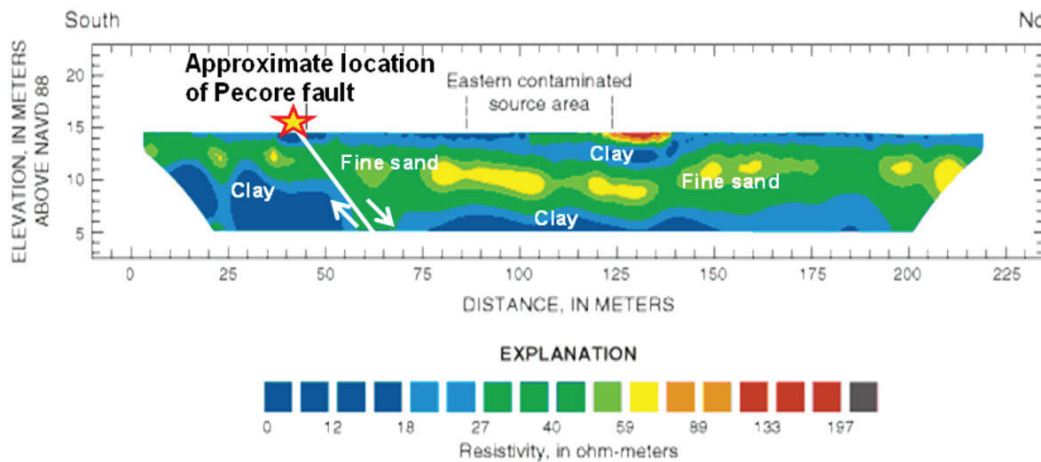 South
No
ELEVATION, IN METERS
ABOVE NAVD 88
20
15
10
5
Approximate location
of Pecore fault
Eastern contaminated
source area
Fine sand
Clay
Clay
Fine sand
Clay
0
25
50
75
100
125
150
175
200
225
DISTANCE, IN METERS
EXPLANATION
0
12
18
27
40
59
89
133
197
Resistivity, in ohm-meters